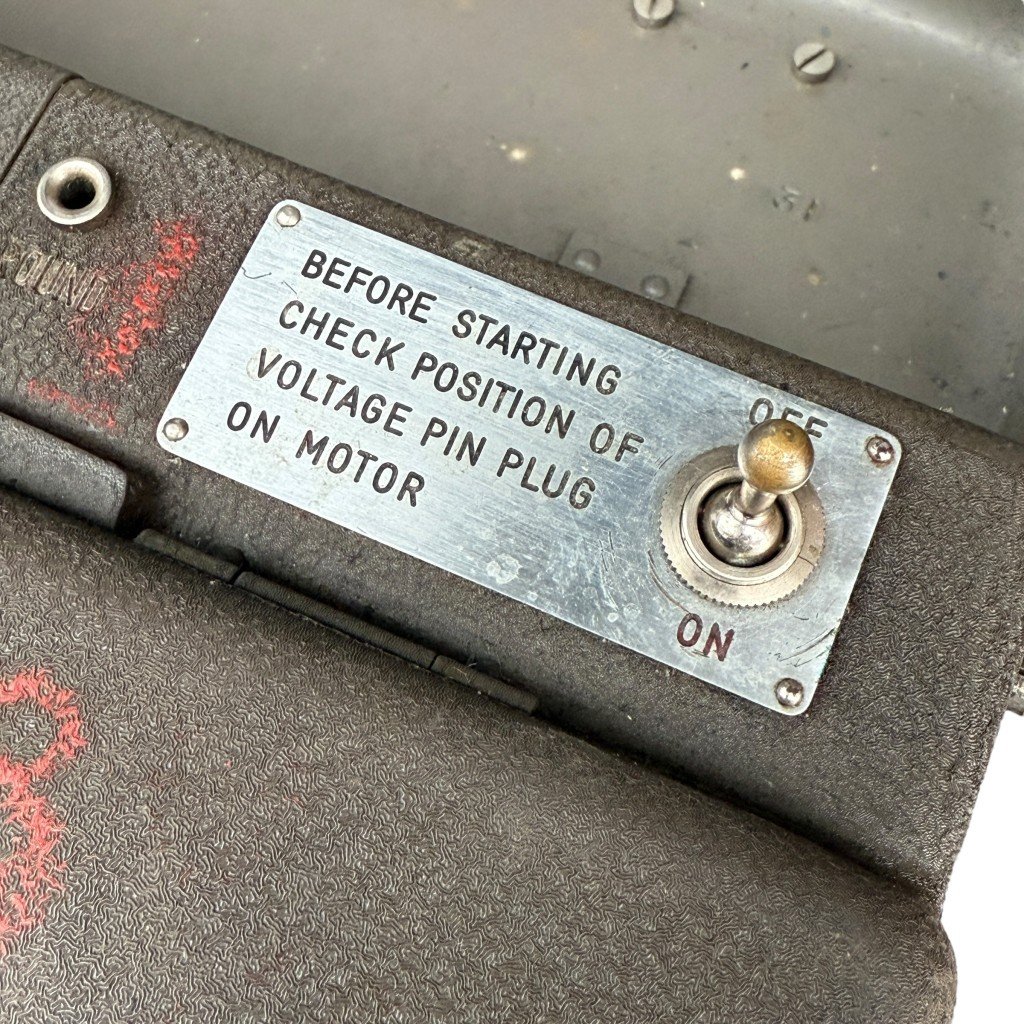 BEFORE STARTING
CHECK POSITION OF
VOLTAGE PIN PLUG
ON MOTOR
OFF
ON